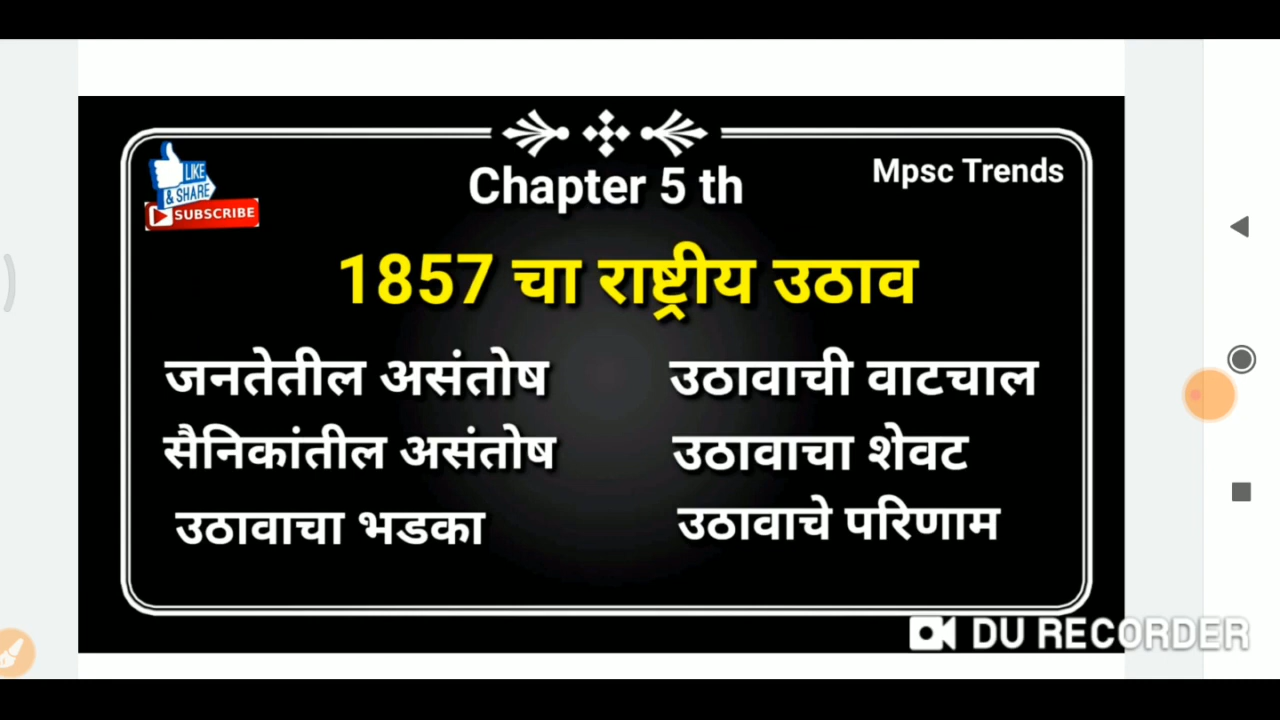 LIKE
& SHARE
SUBSCRIBE
Chapter 5 th
Mpsc Trends
1857 चा राष्ट्रीय उठाव
जनतेतील असंतोष
उठावाची वाटचाल
सैनिकांतील असंतोष
उठावाचा शेवट
उठावाचा भडका
उठावाचे परिणाम
DU RECORDER